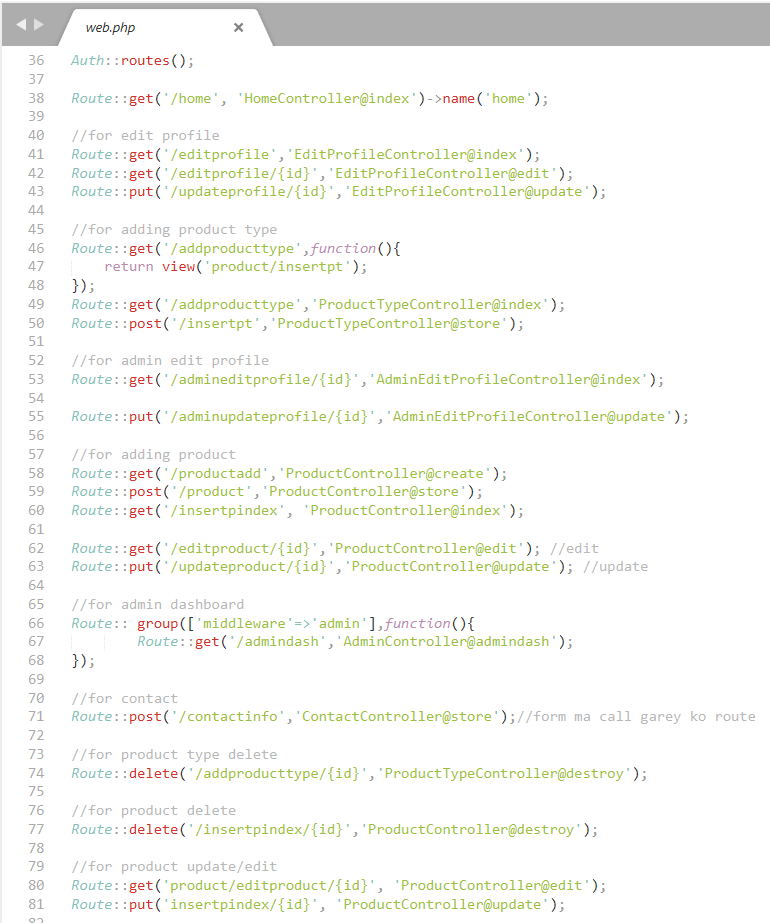 web.php ×
36 Auth::routes();
37
38 Route::get('/home', 'HomeController@index')->name('home');
39
40 //for edit profile
41 Route::get('/editprofile','EditProfileController@index');
42 Route::get('/editprofile/{id}','EditProfileController@edit');
43 Route::put('/updateprofile/{id}','EditProfileController@update');
44
45 //for adding product type
46 Route::get('/addproducttype',function(){
47     return view('product/insertpt');
48 });
49 Route::get('/addproducttype','ProductTypeController@index');
50 Route::post('/insertpt','ProductTypeController@store');
51
52 //for admin edit profile
53 Route::get('/admineditprofile/{id}','AdminEditProfileController@index');
54
55 Route::put('/adminupdateprofile/{id}','AdminEditProfileController@update');
56
57 //for adding product
58 Route::get('/productadd','ProductController@create');
59 Route::post('/product','ProductController@store');
60 Route::get('/insertpindex', 'ProductController@index');
61
62 Route::get('/editproduct/{id}','ProductController@edit'); //edit
63 Route::put('/updateproduct/{id}','ProductController@update'); //update
64
65 //for admin dashboard
66 Route:: group(['middleware'=>'admin'],function(){
67         Route::get('/admindash','AdminController@admindash');
68 });
69
70 //for contact
71 Route::post('/contactinfo','ContactController@store');//form ma call garey ko route
72
73 //for product type delete
74 Route::delete('/addproducttype/{id}','ProductTypeController@destroy');
75
76 //for product delete
77 Route::delete('/insertpindex/{id}','ProductController@destroy');
78
79 //for product update/edit
80 Route::get('product/editproduct/{id}', 'ProductController@edit');
81 Route::put('insertpindex/{id}', 'ProductController@update');